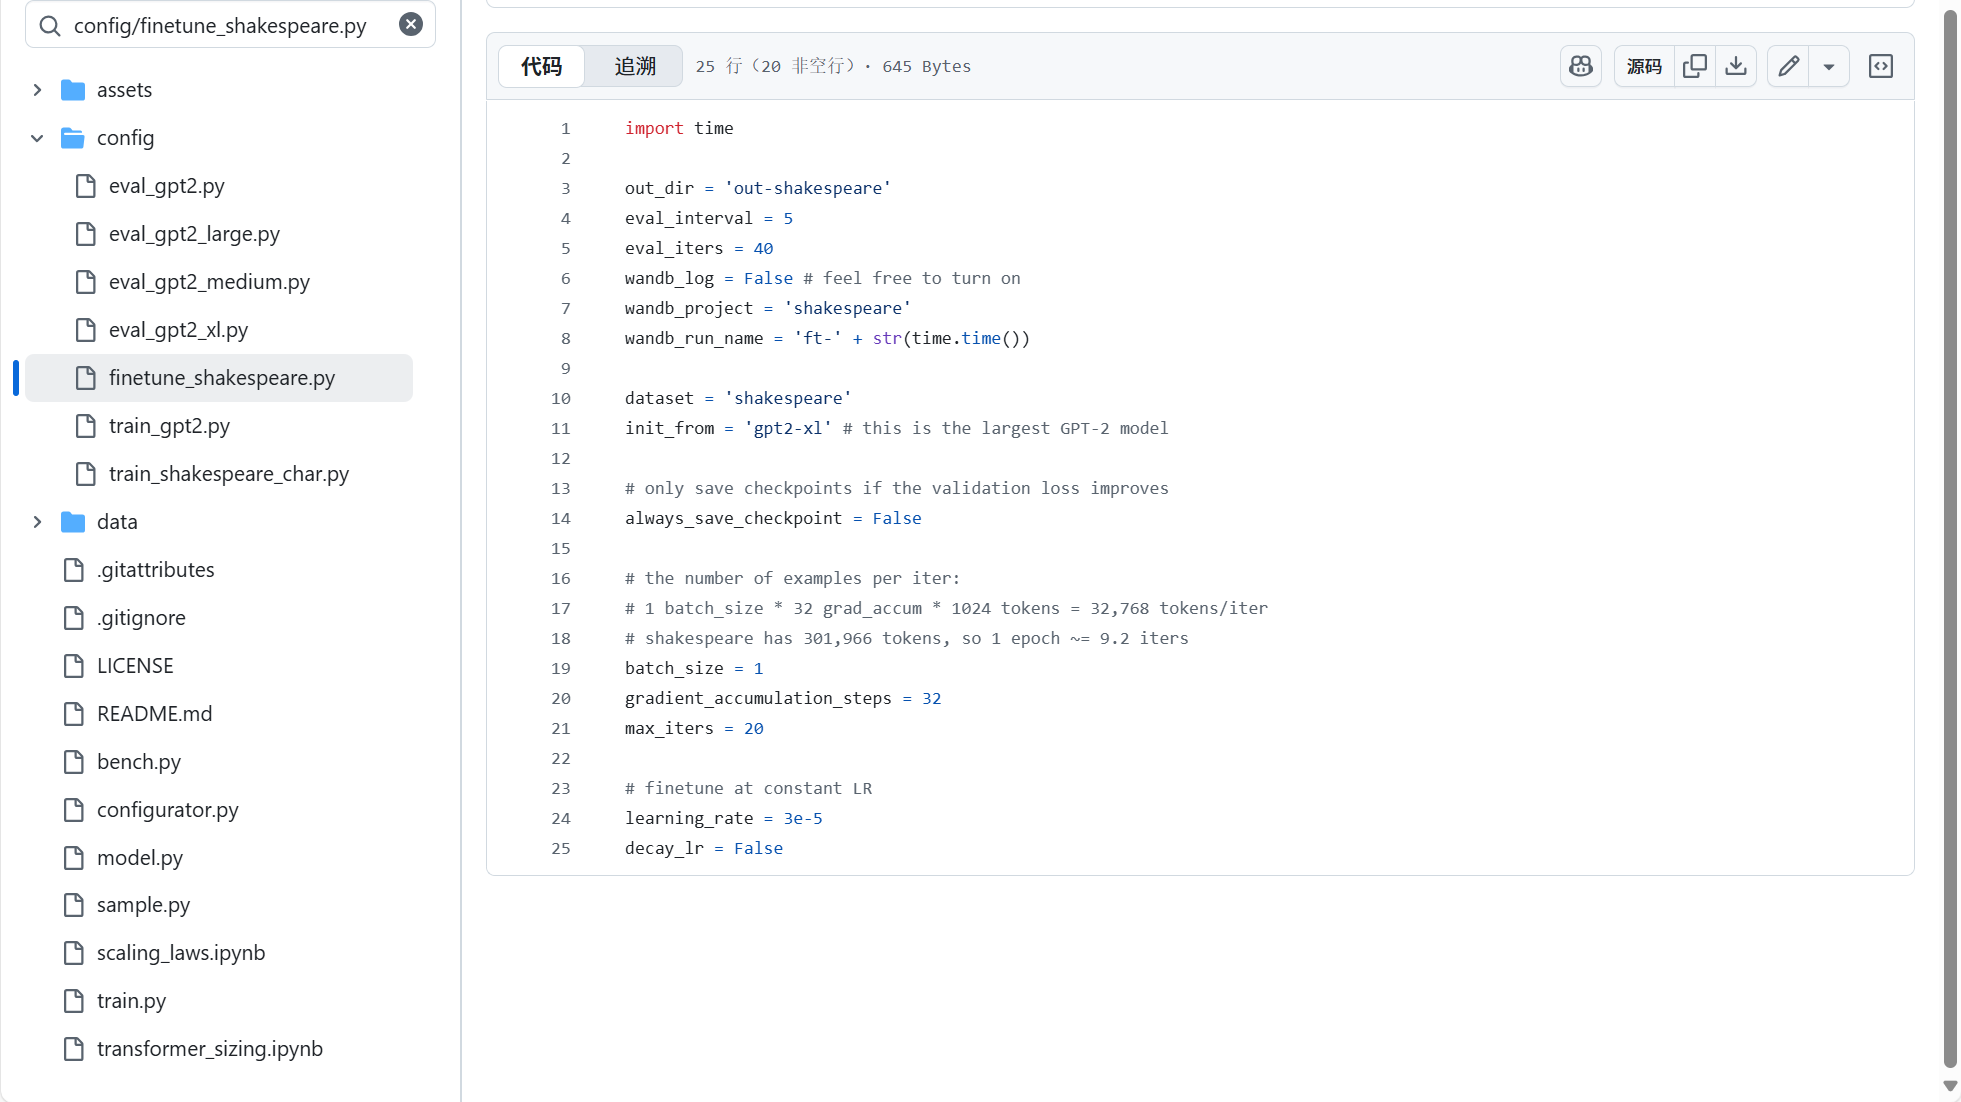 config/finetune_shakespeare.py
assets
config
eval_gpt2.py
eval_gpt2_large.py
eval_gpt2_medium.py
eval_gpt2_xl.py
finetune_shakespeare.py
train_gpt2.py
train_shakespeare_char.py
data
.gitattributes
.gitignore
LICENSE
README.md
bench.py
configurator.py
model.py
sample.py
scaling_laws.ipynb
train.py
transformer_sizing.ipynb
代码 追溯 25 行（20 非空行）· 645 Bytes 源码
1 import time
2
3 out_dir = 'out-shakespeare'
4 eval_interval = 5
5 eval_iters = 40
6 wandb_log = False # feel free to turn on
7 wandb_project = 'shakespeare'
8 wandb_run_name = 'ft-' + str(time.time())
9
10 dataset = 'shakespeare'
11 init_from = 'gpt2-xl' # this is the largest GPT-2 model
12
13 # only save checkpoints if the validation loss improves
14 always_save_checkpoint = False
15
16 # the number of examples per iter:
17 # 1 batch_size * 32 grad_accum * 1024 tokens = 32,768 tokens/iter
18 # shakespeare has 301,966 tokens, so 1 epoch ~= 9.2 iters
19 batch_size = 1
20 gradient_accumulation_steps = 32
21 max_iters = 20
22
23 # finetune at constant LR
24 learning_rate = 3e-5
25 decay_lr = False